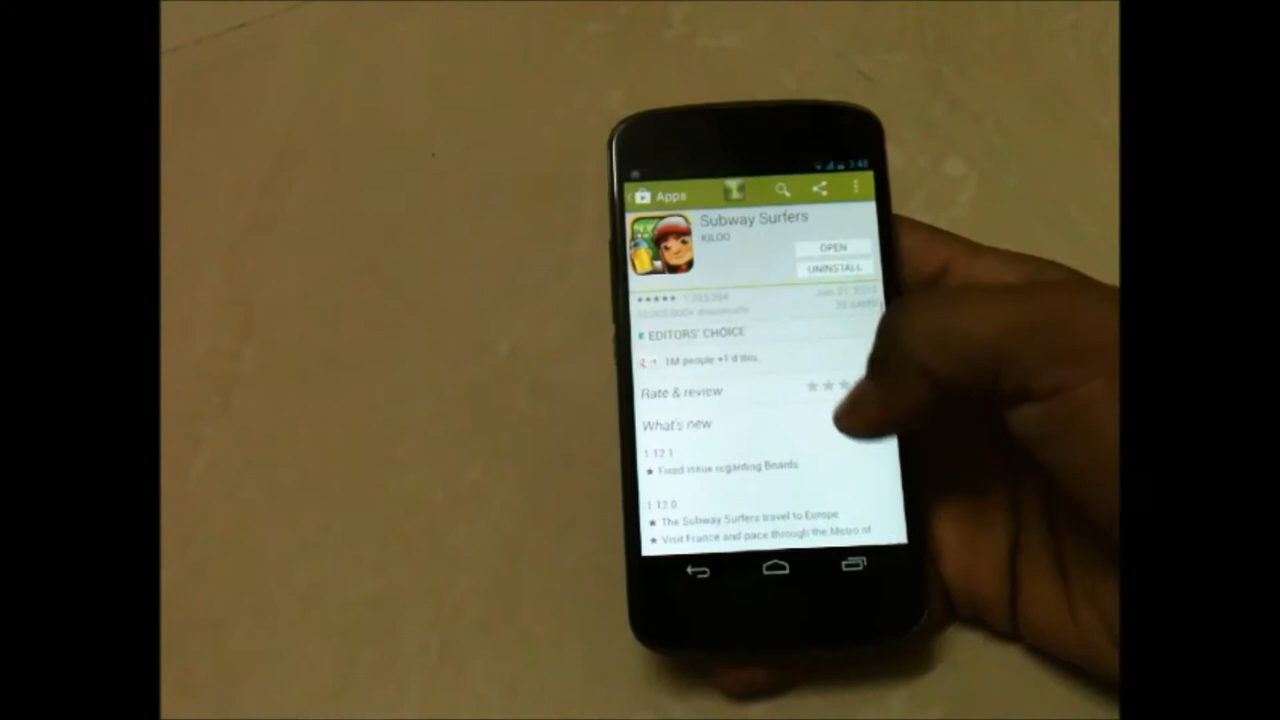 3:48
Apps
Subway Surfers
KILOO
OPEN
UNINSTALL
EDITORS' CHOICE
1M people +1'd this.
Rate & review
What's new
1.12.1
★ Fixed issue regarding Boards
1.12.0
★ The Subway Surfers travel to Europe
★ Visit France and pace through the Metro of